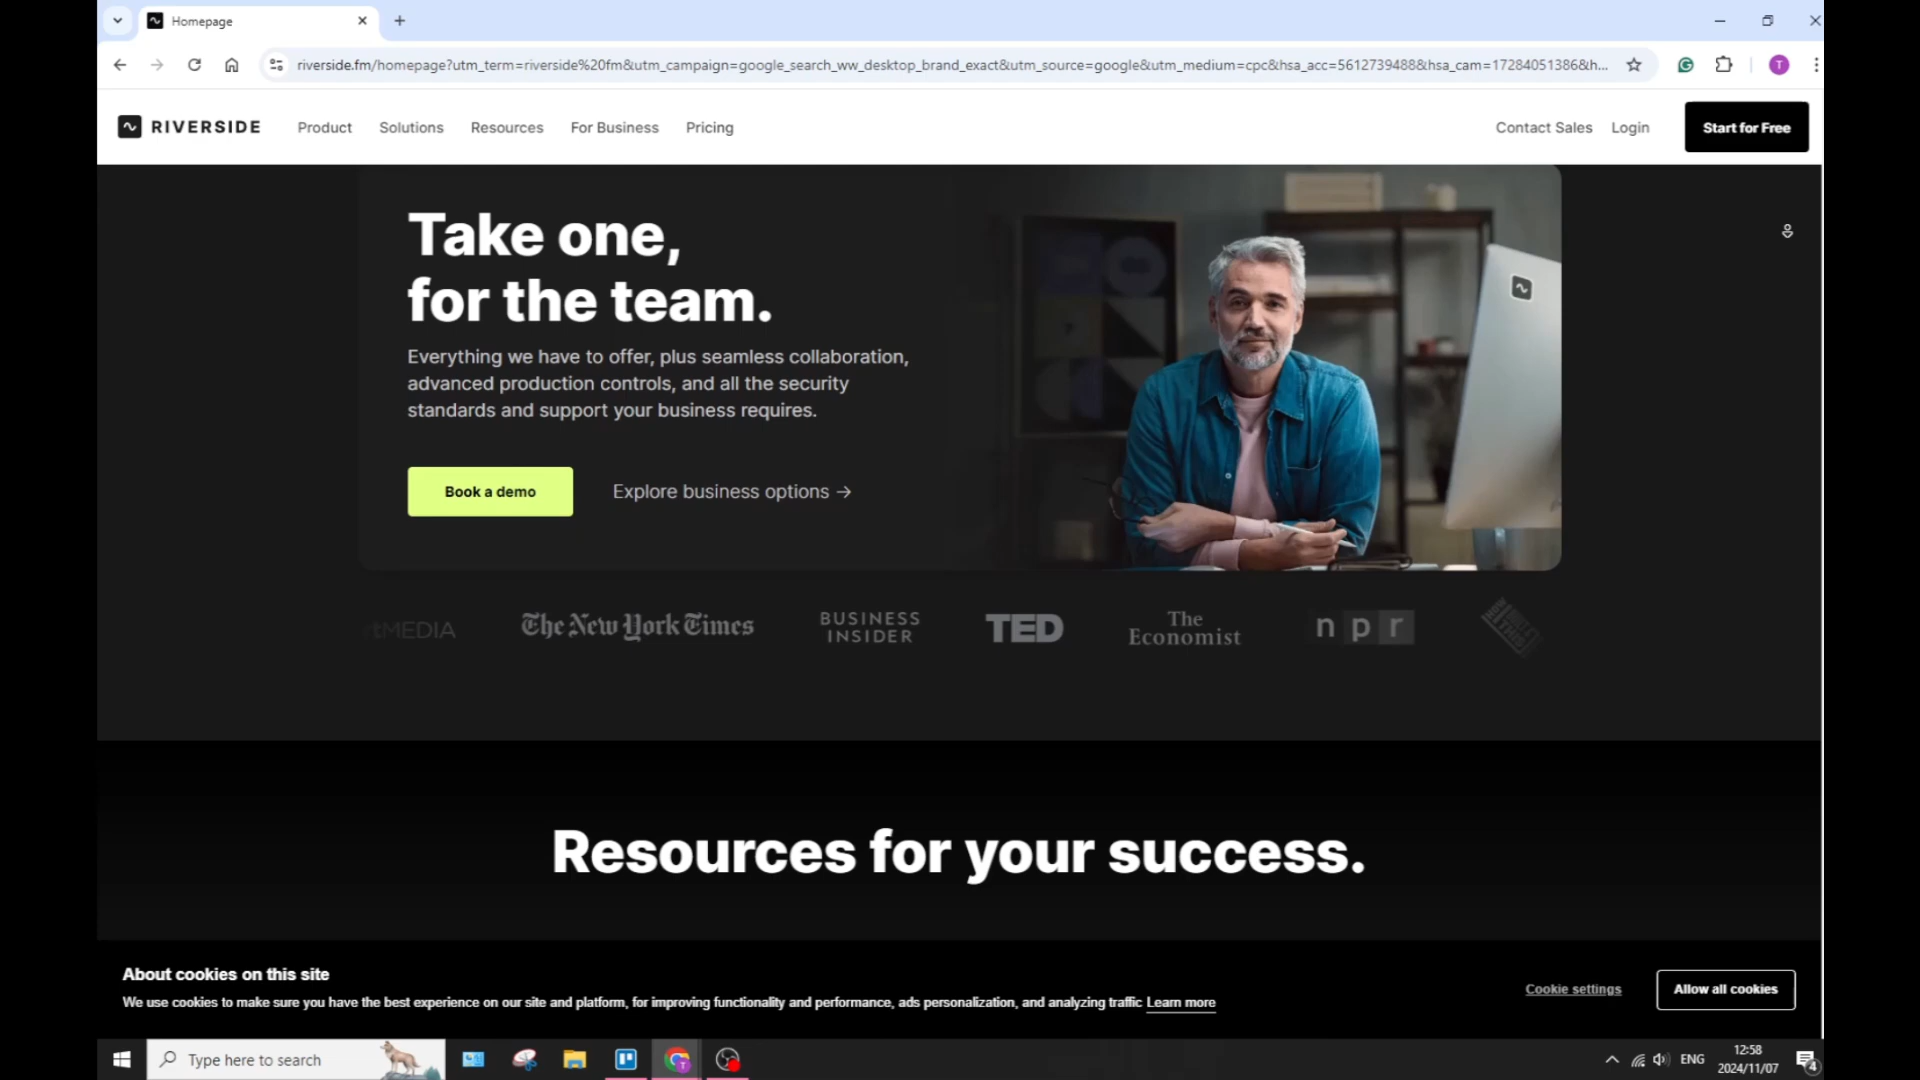 Homepage
riverside.fm/homepage?utm_term=riverside%20fm&utm_campaign=google_search_ww_desktop_brand_exact&utm_source=google&utm_medium=cpc&hsa_acc=5612739488&hsa_cam=17284051386&h...
T
RIVERSIDE
Product
Solutions
Resources
For Business
Pricing
Contact Sales
Login
Start for Free
Take one,
for the team.
Everything we have to offer, plus seamless collaboration,
advanced production controls, and all the security
standards and support your business requires.
Book a demo
Explore business options →
tMEDIA
The New York Times
BUSINESS
INSIDER
TED
The
Economist
npr
Resources for your success.
About cookies on this site
We use cookies to make sure you have the best experience on our site and platform, for improving functionality and performance, ads personalization, and analyzing traffic Learn more
Cookie settings
Allow all cookies
Type here to search
ENG
12:58
2024/11/07
4